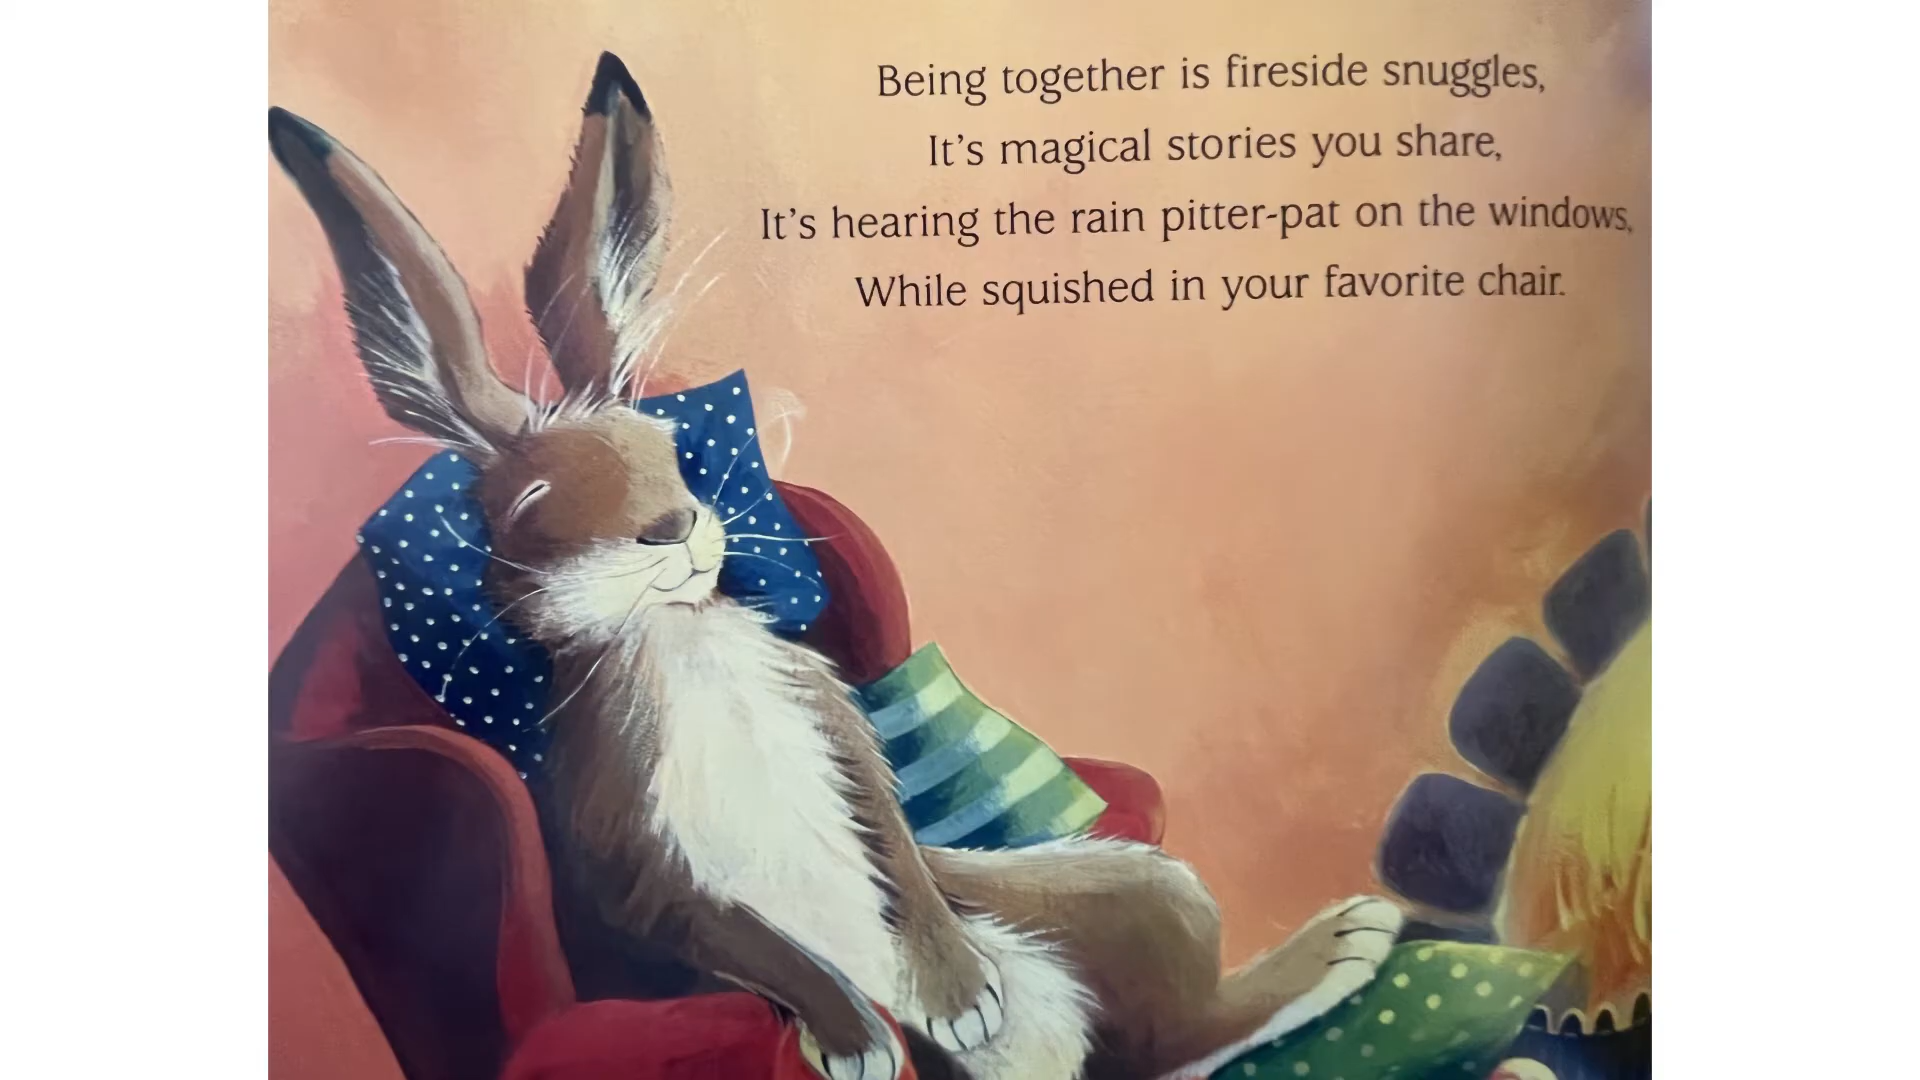 Being together is fireside snuggles,
It's magical stories you share,
It's hearing the rain pitter-pat on the windows,
While squished in your favorite chair.